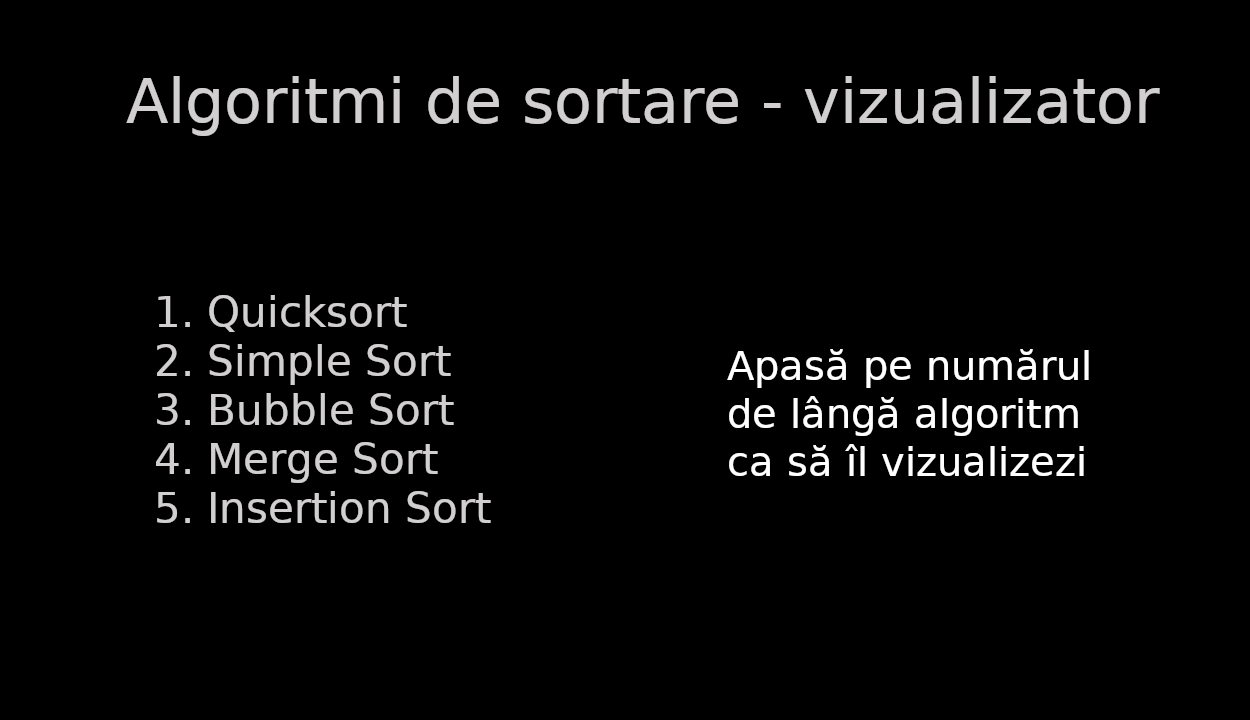 Algoritmi de sortare - vizualizator
1. Quicksort
2. Simple Sort
3. Bubble Sort
4. Merge Sort
5. Insertion Sort
Apasă pe numărul
de lângă algoritm
ca să îl vizualizezi